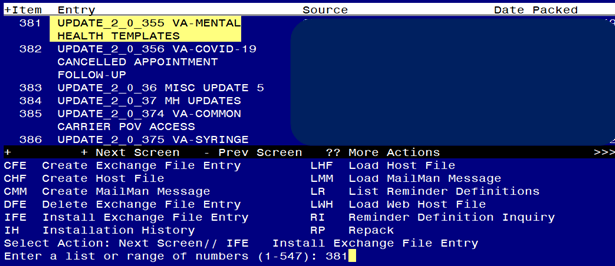 +Item Entry Source Date Packed
381 UPDATE_2_0_355 VA-MENTAL
HEALTH TEMPLATES
382 UPDATE_2_0_356 VA-COVID-19
CANCELLED APPOINTMENT
FOLLOW-UP
383 UPDATE_2_0_36 MISC UPDATE 5
384 UPDATE_2_0_37 MH UPDATES
385 UPDATE_2_0_374 VA-COMMON
CARRIER POV ACCESS
386 UPDATE_2_0_375 VA-SYRINGE
+ + Next Screen - Prev Screen ?? More Actions >>>
CFE Create Exchange File Entry LHF Load Host File
CHF Create Host File LMM Load MailMan Message
CMM Create MailMan Message LR List Reminder Definitions
DFE Delete Exchange File Entry LWH Load Web Host File
IFE Install Exchange File Entry RI Reminder Definition Inquiry
IH Installation History RP Repack
Select Action: Next Screen// IFE Install Exchange File Entry
Enter a list or range of numbers (1-547): 381